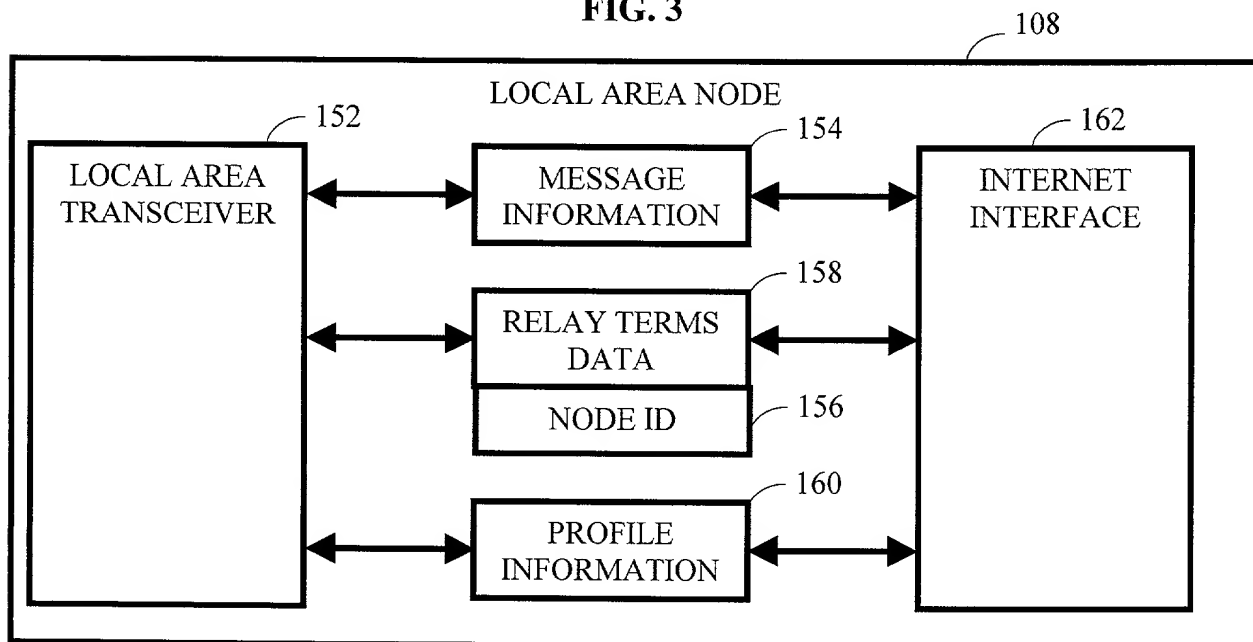 FIG. 3
108
LOCAL AREA NODE
152
154
162
LOCAL AREA
TRANSCEIVER
MESSAGE
INFORMATION
INTERNET
INTERFACE
158
RELAY TERMS
DATA
NODE ID
156
160
PROFILE
INFORMATION